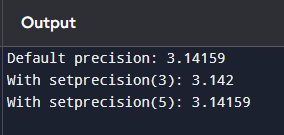 Output
Default precision: 3.14159
With setprecision(3): 3.142
With setprecision(5): 3.14159